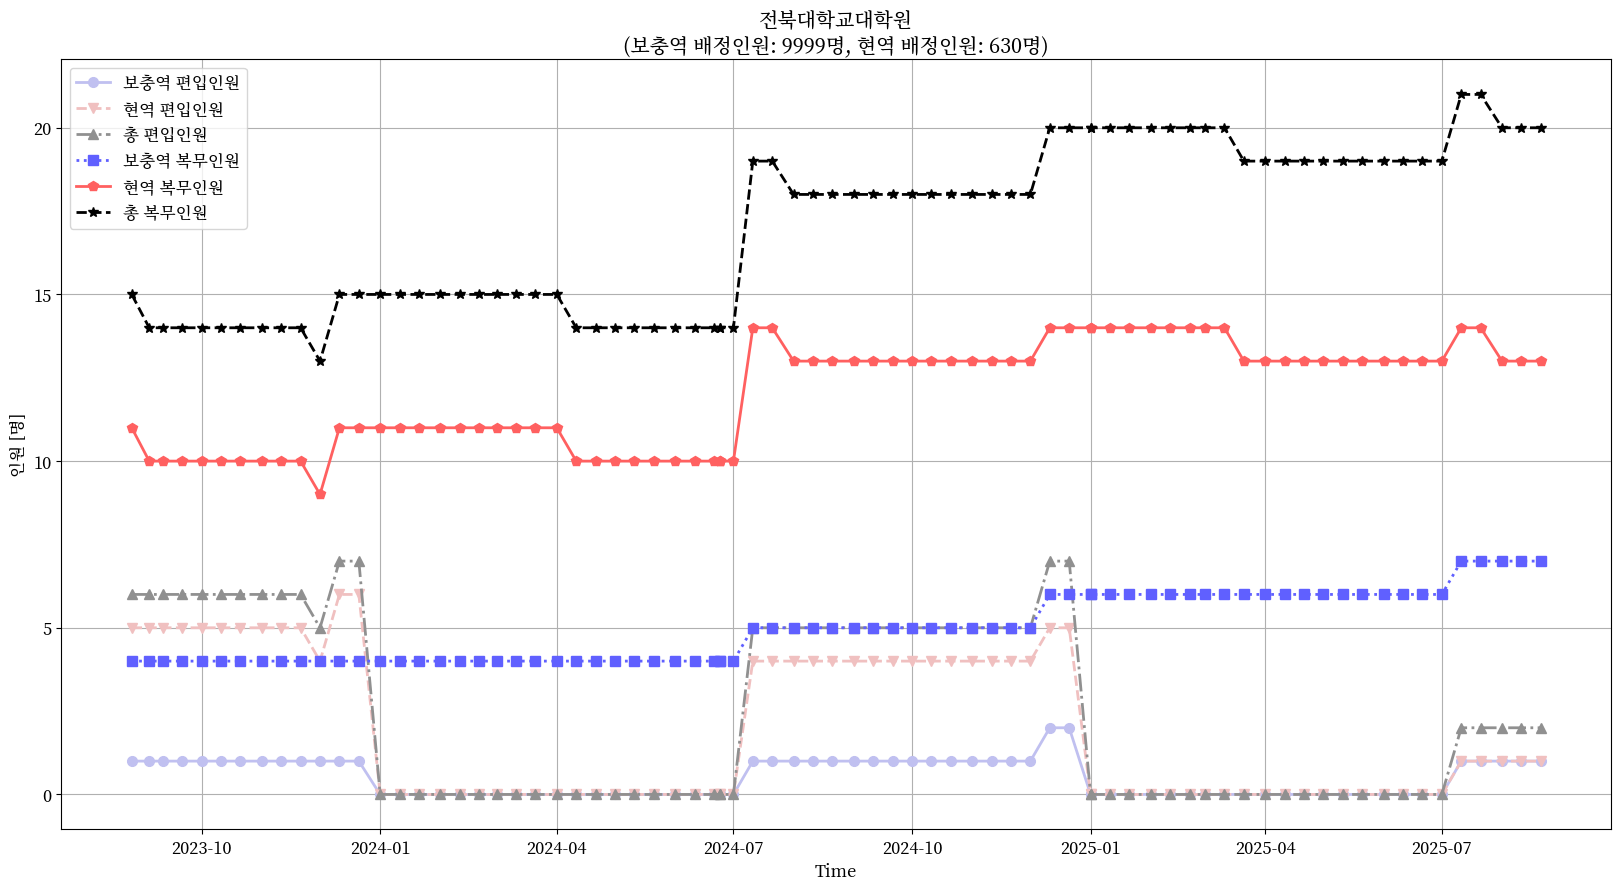 전북대학교대학원
(보충역 배정인원: 9999명, 현역 배정인원: 630명)
보충역 편입인원
현역 편입인원
총 편입인원
보충역 복무인원
현역 복무인원
총 복무인원
인원 [명]
20
15
10
5
0
2023-10
2024-01
2024-04
2024-07
2024-10
2025-01
2025-04
2025-07
Time